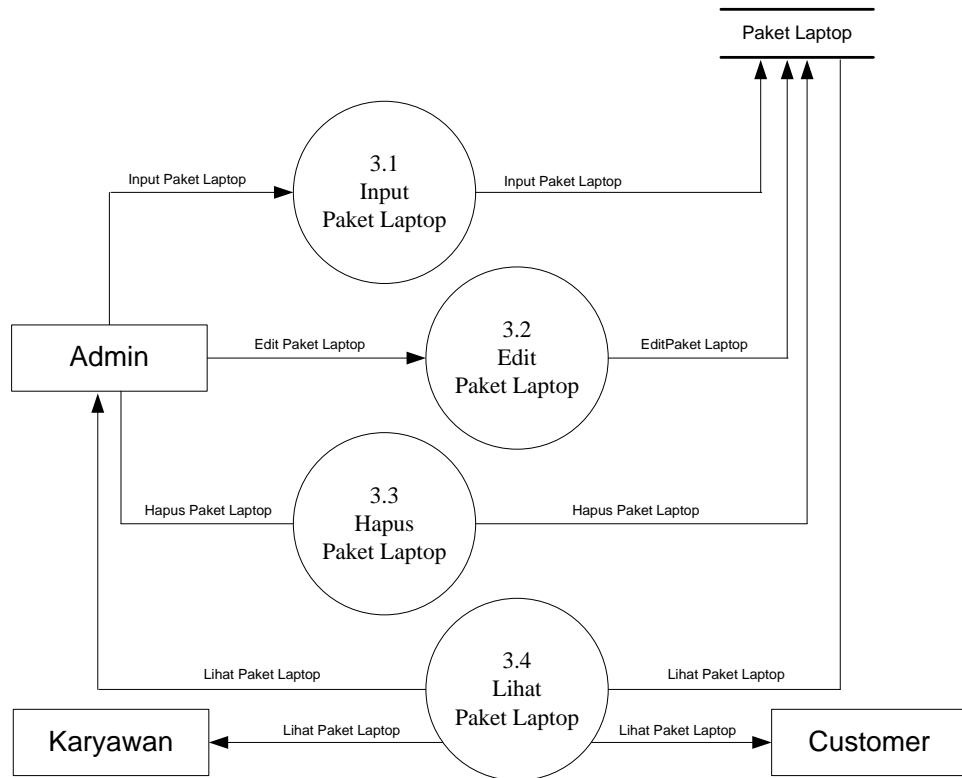 Paket Laptop
3.1
Input
Paket Laptop
Input Paket Laptop
Input Paket Laptop
3.2
Edit
Paket Laptop
Admin
Edit Paket Laptop
EditPaket Laptop
3.3
Hapus
Paket Laptop
Hapus Paket Laptop
Hapus Paket Laptop
3.4
Lihat
Paket Laptop
Lihat Paket Laptop
Lihat Paket Laptop
Karyawan
Lihat Paket Laptop
Lihat Paket Laptop
Customer